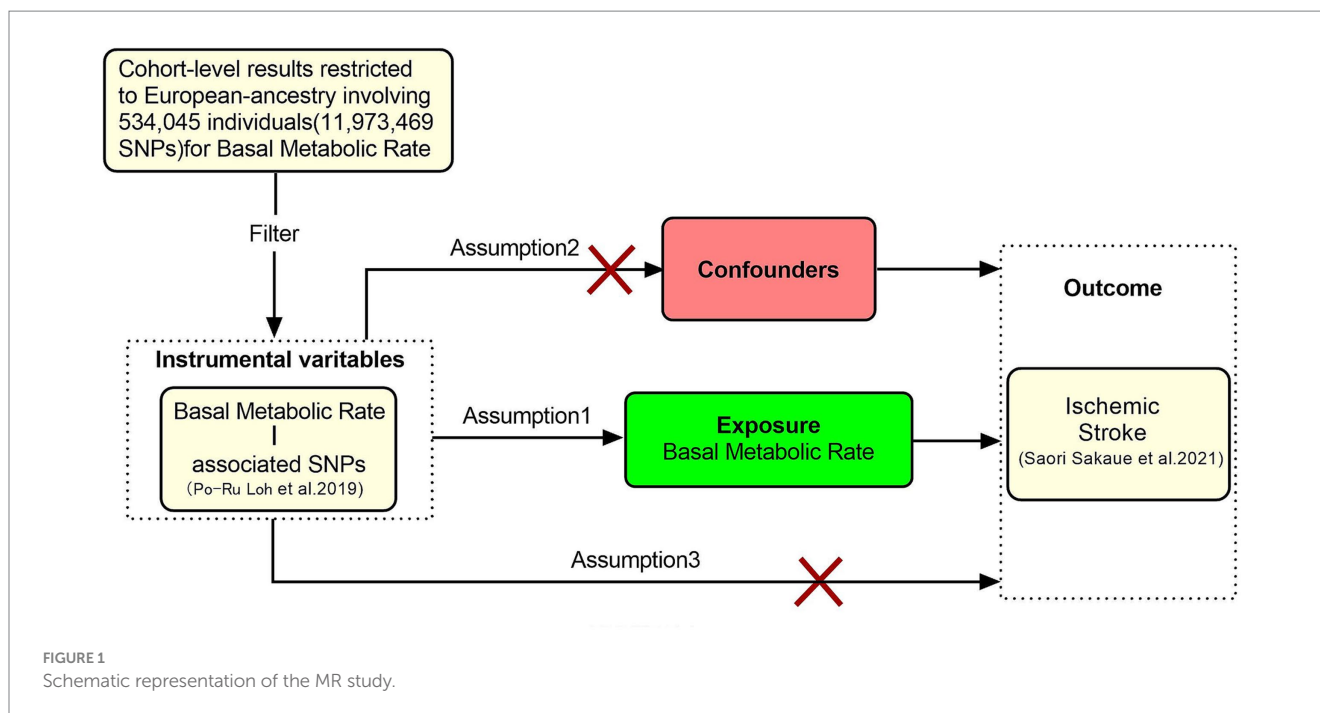 Cohort-level results restricted
to European-ancestry involving
534,045 individuals(11,973,469
SNPs)for Basal Metabolic Rate
Filter
Assumption2
Confounders
Outcome
Instrumental varitables
Basal Metabolic Rate
associated SNPs
(Po-Ru Loh et al.2019)
Assumption1
Exposure
Basal Metabolic Rate
Ischemic
Stroke
(Saori Sakaue et al.2021)
Assumption3
FIGURE 1
Schematic representation of the MR study.